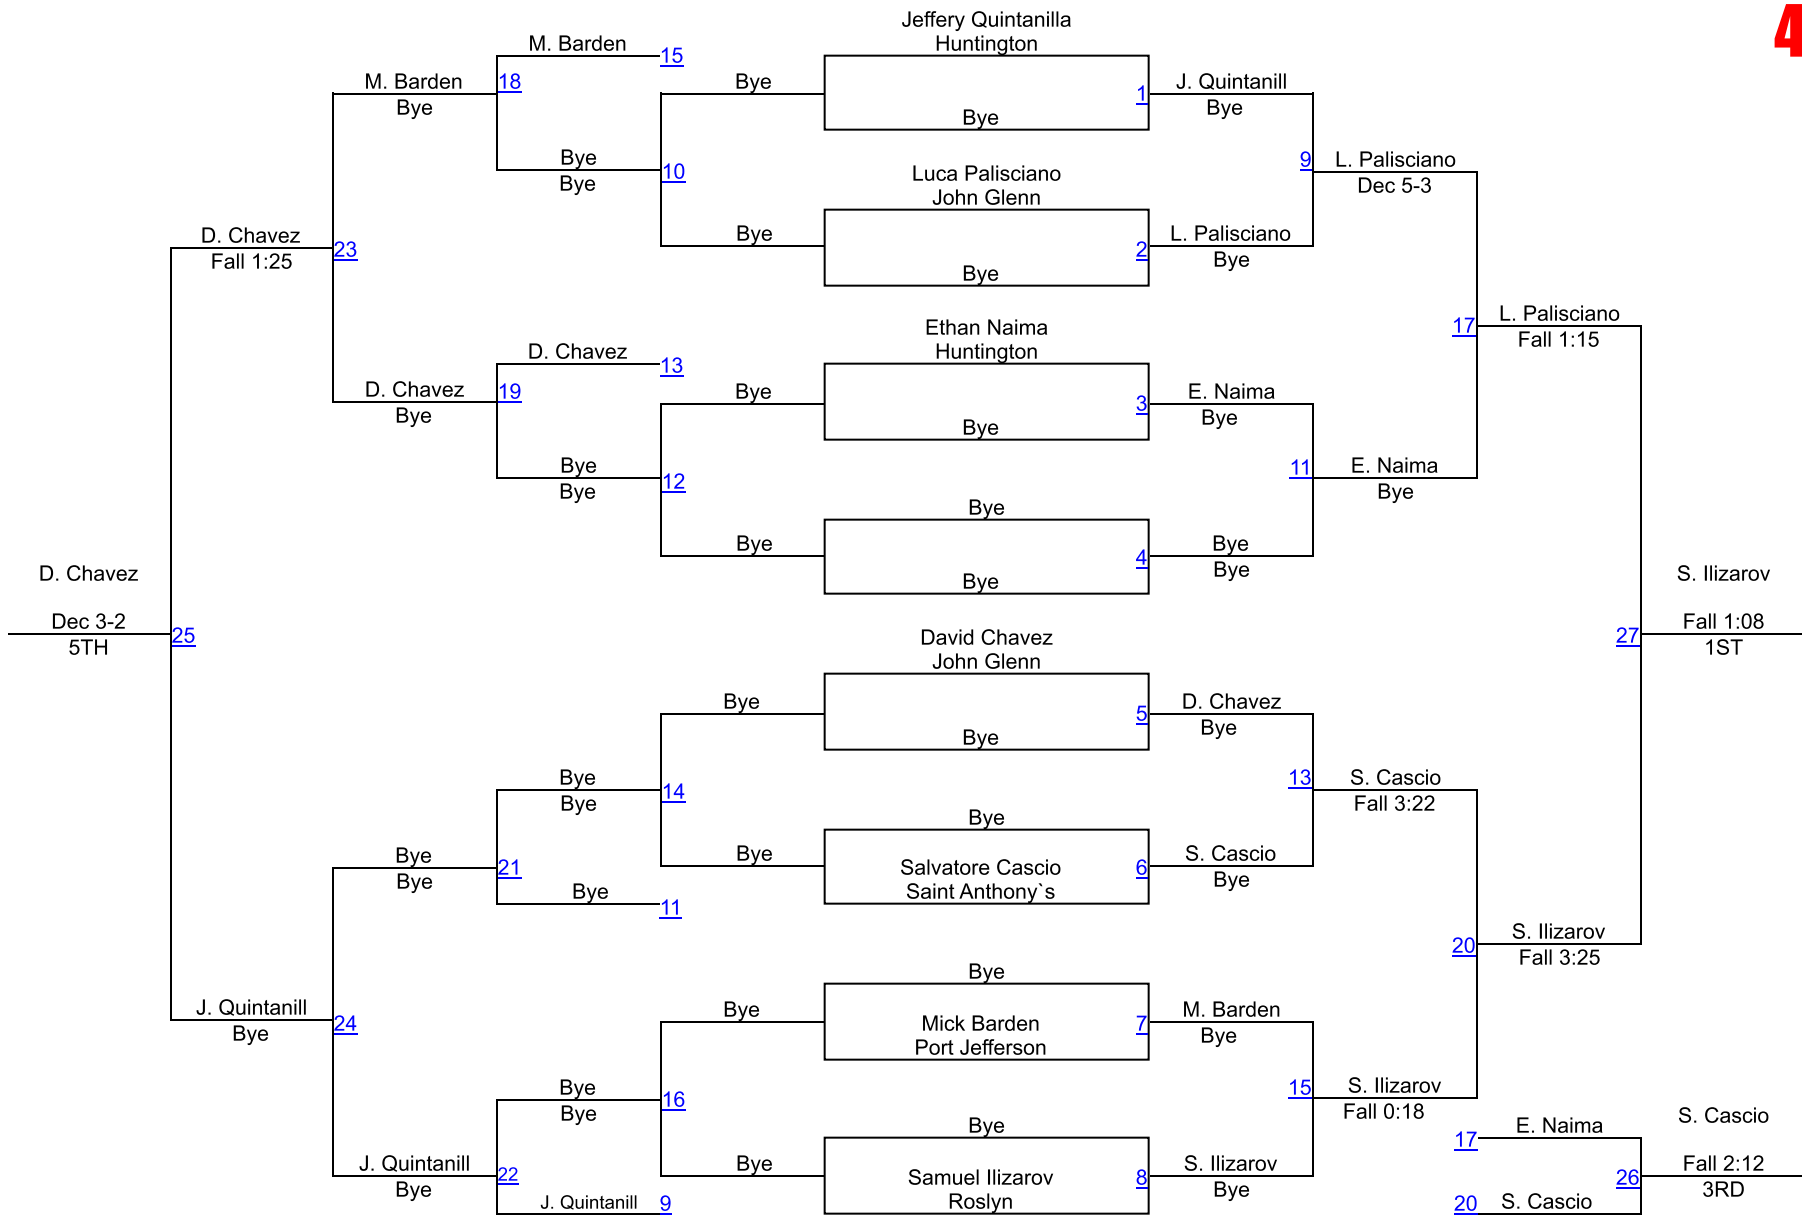 Jeffery Quintanilla
4
M. Barden
Huntington
15
M. Barden
18
Bye
J. Quintanill
Bye
1
Bye
Bye
Bye
10
Bye
Luca Palisciano
9
L. Palisciano
John Glenn
Dec 5-3
D. Chavez
Bye
L. Palisciano
Fall 1:25
23
2
Bye
Bye
L. Palisciano
Ethan Naima
17
Fall 1:15
D. Chavez
Huntington
13
D. Chavez
19
Bye
E. Naima
Bye
3
Bye
Bye
Bye
12
11
E. Naima
Bye
Bye
Bye
Bye
Bye
4
Bye
D. Chavez
Bye
S. Ilizarov
Dec 3-2
25
27
Fall 1:08
5TH
David Chavez
1ST
John Glenn
Bye
D. Chavez
5
Bye
Bye
Bye
14
13
S. Cascio
Bye
Fall 3:22
Bye
Bye
Bye
S. Cascio
Bye
21
Salvatore Cascio
6
Bye
Bye
11
Saint Anthony`s
S. Ilizarov
20
Fall 3:25
Bye
J. Quintanill
Bye
M. Barden
24
Mick Barden
7
Bye
Bye
Port Jefferson
Bye
16
15
S. Ilizarov
Bye
Fall 0:18
Bye
E. Naima
S. Cascio
17
J. Quintanill
Bye
S. Ilizarov
Fall 2:12
22
Samuel Ilizarov
8
26
Bye
Bye
3RD
J. Quintanill
9
Roslyn
20
S. Cascio